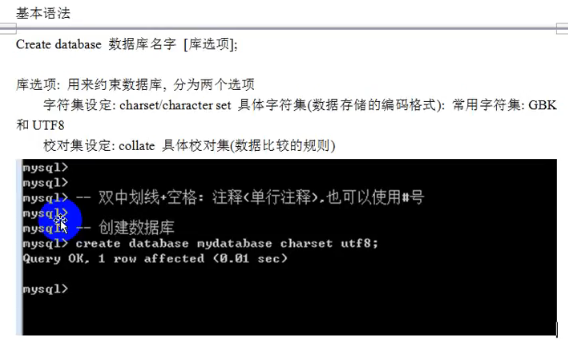 基本语法
Create database 数据库名字 [库选项];
库选项: 用来约束数据库, 分为两个选项
字符集设定: charset/character set 具体字符集(数据存储的编码格式): 常用字符集: GBK
和 UTF8
校对集设定: collate 具体校对集(数据比较的规则)
mysql>
mysql>
mysql> -- 双中划线+空格: 注释(单行注释),也可以使用#号
mysql>
mysql> -- 创建数据库
mysql> create database mydatabase charset utf8;
Query OK, 1 row affected (0.01 sec)
mysql>